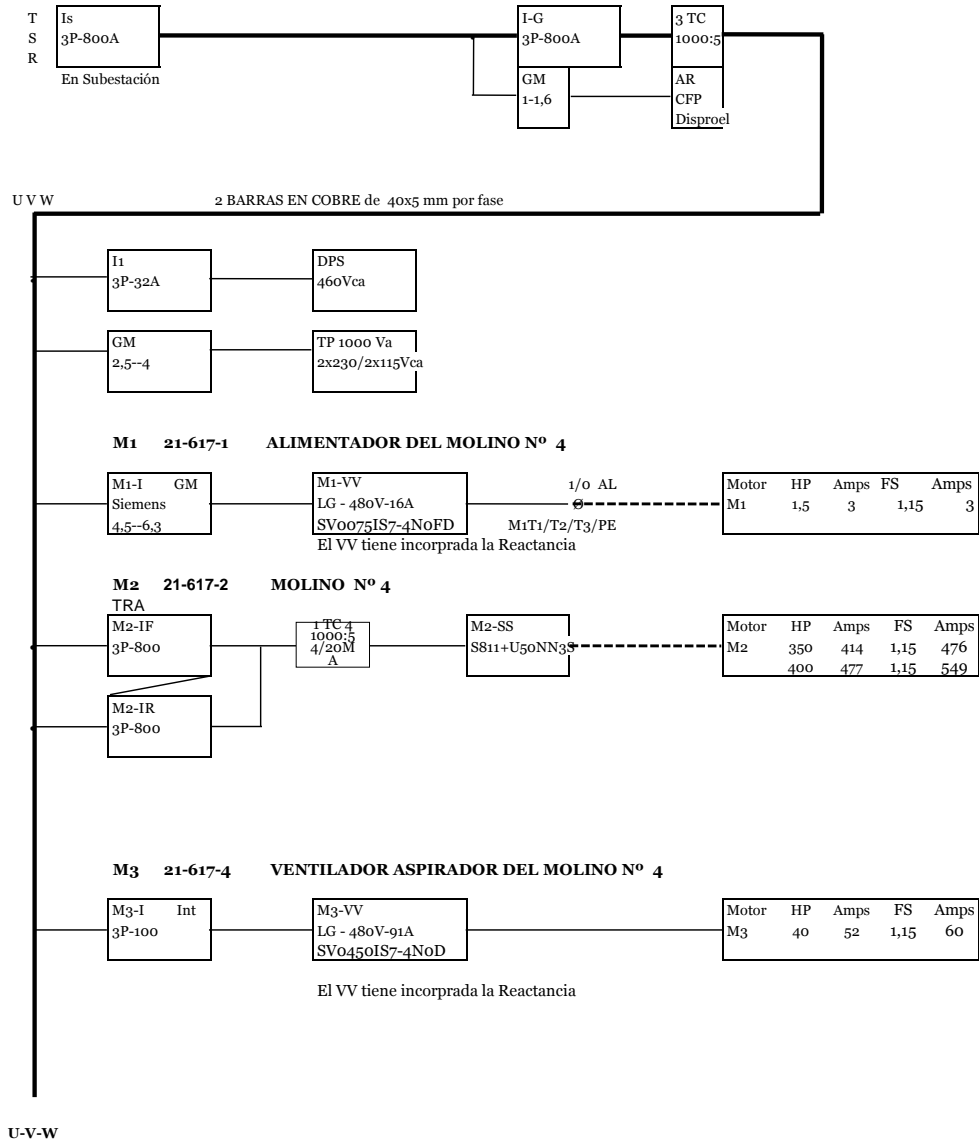 T
S
R
Is
3P-800A
En Subestación
I-G
3P-800A
3 TC
1000:5
GM
1-1,6
AR
CFP
Disproel
U V W
2 BARRAS EN COBRE de 40x5 mm por fase
I1
3P-32A
DPS
460Vca
GM
2,5--4
TP 1000 Va
2x230/2x115Vca
M1 21-617-1 ALIMENTADOR DEL MOLINO Nº 4
M1-I GM
Siemens
4,5--6,3
M1-VV
LG - 480V-16A
SV0075IS7-4N0FD
El VV tiene incorprada la Reactancia
1/0 AL
Ø
M1T1/T2/T3/PE
Motor HP Amps FS Amps
M1 1,5 3 1,15 3
M2 21-617-2 MOLINO Nº 4
TRA
M2-IF
3P-800
M2-IR
3P-800
1 TC 4
1000:5
4/20M
A
M2-SS
S811+U50NN3S
Motor HP Amps FS Amps
M2 350 414 1,15 476
400 477 1,15 549
M3 21-617-4 VENTILADOR ASPIRADOR DEL MOLINO Nº 4
M3-I Int
3P-100
M3-VV
LG - 480V-91A
SV0450IS7-4N0D
El VV tiene incorprada la Reactancia
Motor HP Amps FS Amps
M3 40 52 1,15 60
U-V-W